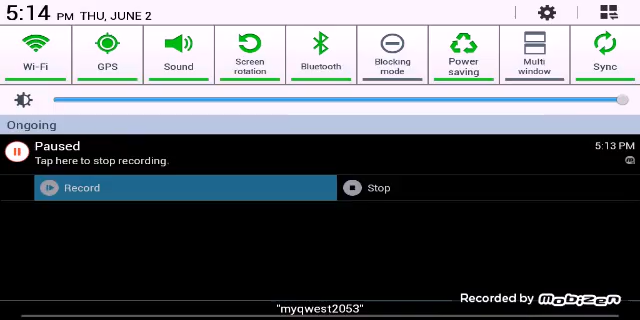 5:14 PM THU, JUNE 2
Wi-Fi GPS Sound Screen rotation Bluetooth Blocking mode Power saving Multi window Sync
Ongoing
Paused 5:13 PM
Tap here to stop recording.
Record Stop
Recorded by Mobizen
"myqwest2053"